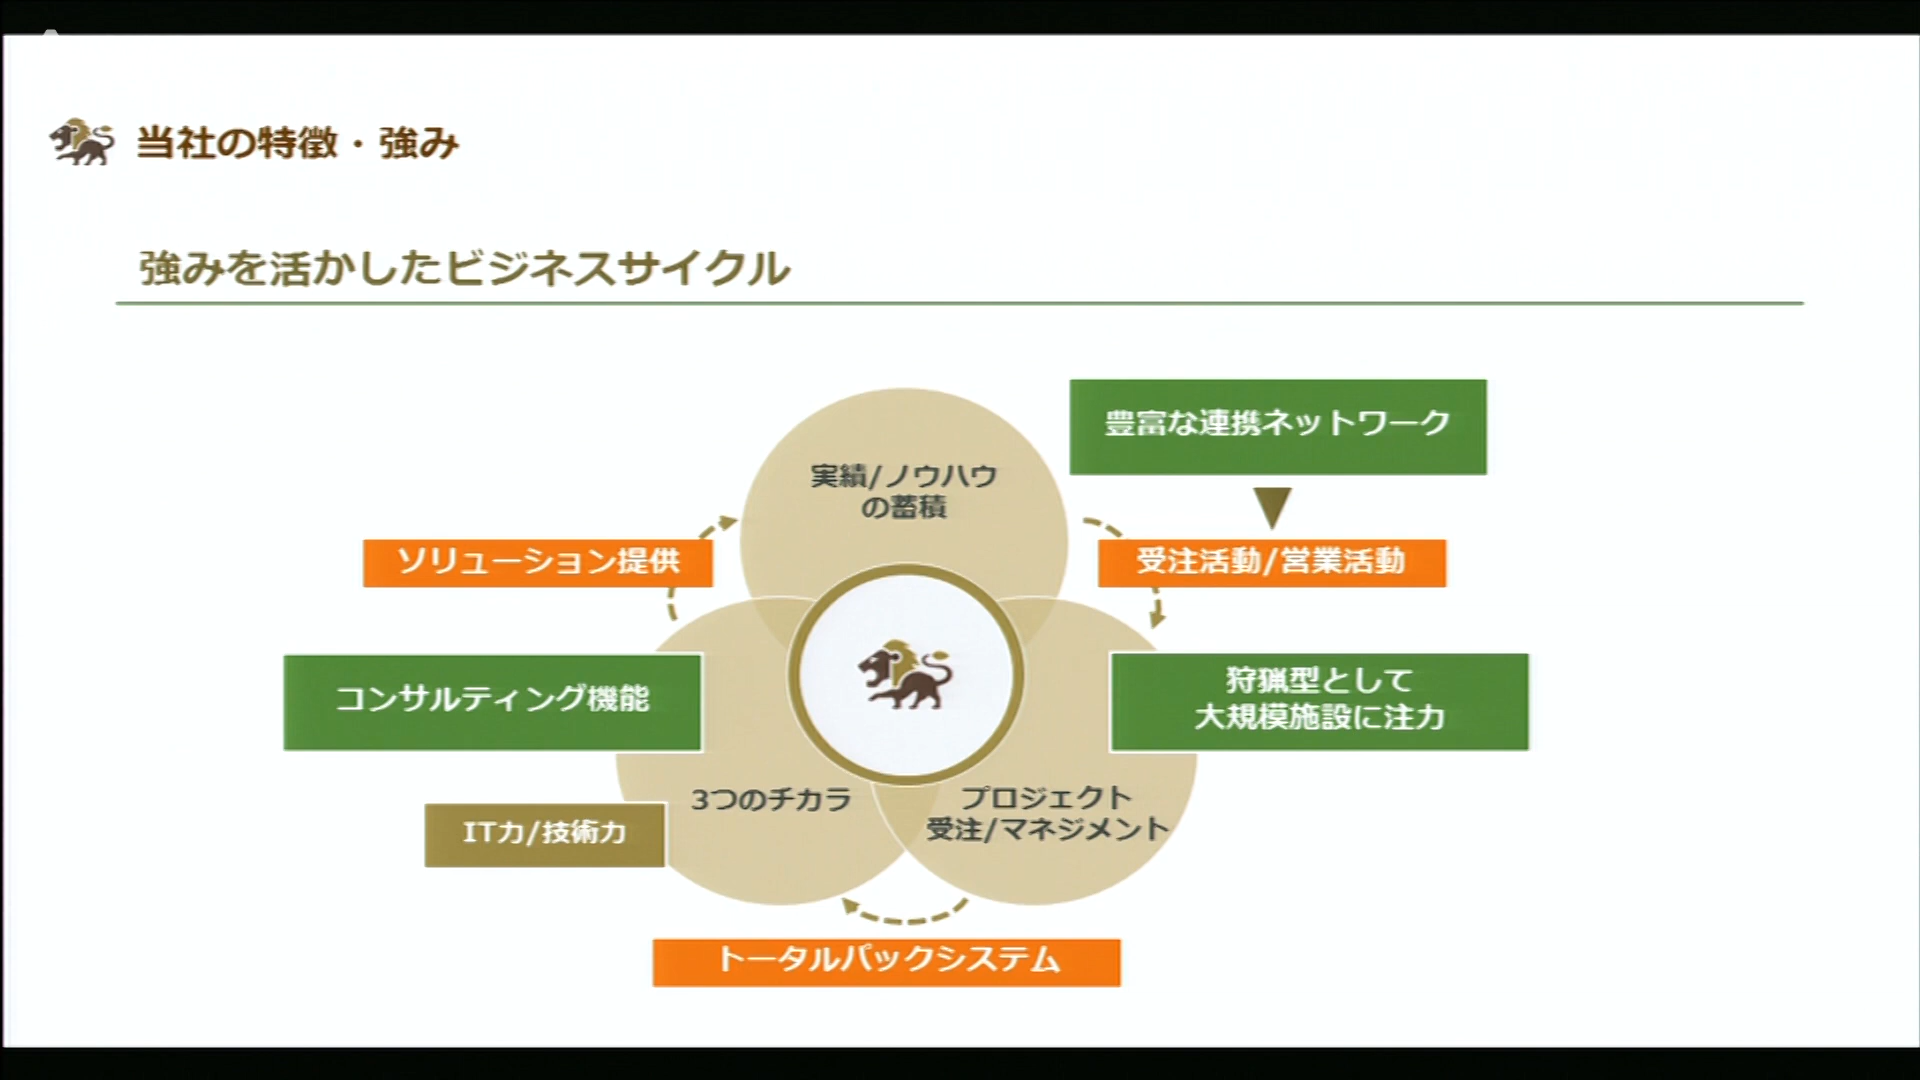 当社の特徴・強み
強みを活かしたビジネスサイクル
豊富な連携ネットワーク
実績/ノウハウ
の蓄積
ソリューション提供
受注活動/営業活動
コンサルティング機能
狩猟型として
大規模施設に注力
3つのチカラ
プロジェクト
受注/マネジメント
IT力/技術力
トータルパックシステム